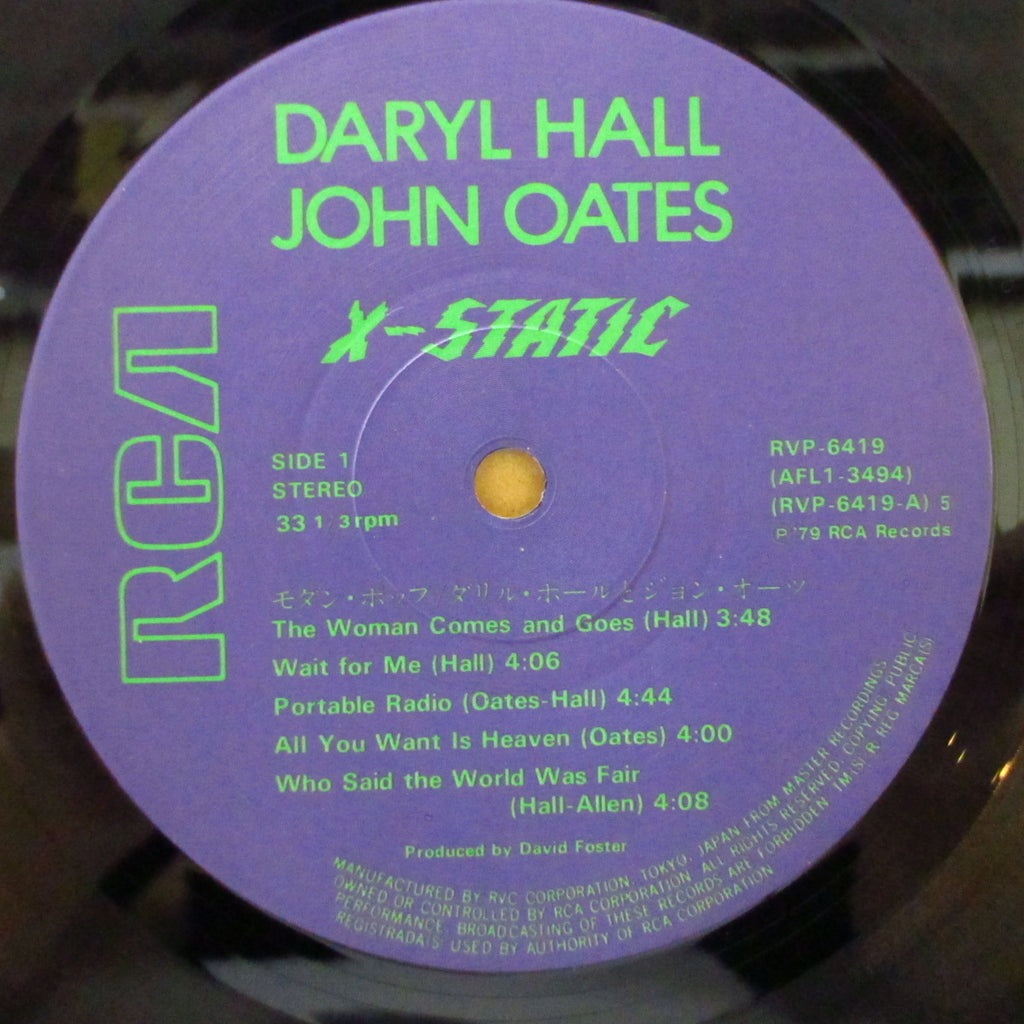 DARYL HALL
JOHN OATES
X-STATIC
RCA
SIDE 1
STEREO
33 1/3 rpm
RVP-6419
(AFL1-3494)
(RVP-6419-A) 5
P '79 RCA Records
モダン・ポップ/ダリル・ホールとジョン・オーツ
The Woman Comes and Goes (Hall) 3:48
Wait for Me (Hall) 4:06
Portable Radio (Oates-Hall) 4:44
All You Want Is Heaven (Oates) 4:00
Who Said the World Was Fair
(Hall-Allen) 4:08
Produced by David Foster
MANUFACTURED BY RVC CORPORATION, TOKYO, JAPAN FROM MASTER RECORDINGS
OWNED OR CONTROLLED BY RCA CORPORATION ALL RIGHTS RESERVED. COPYING PUBLIC
PERFORMANCE, BROADCASTING OF THESE RECORDS ARE FORBIDDEN TM(S) R REG MARCA(S)
REGISTRADA(S) USED BY AUTHORITY OF RCA CORPORATION